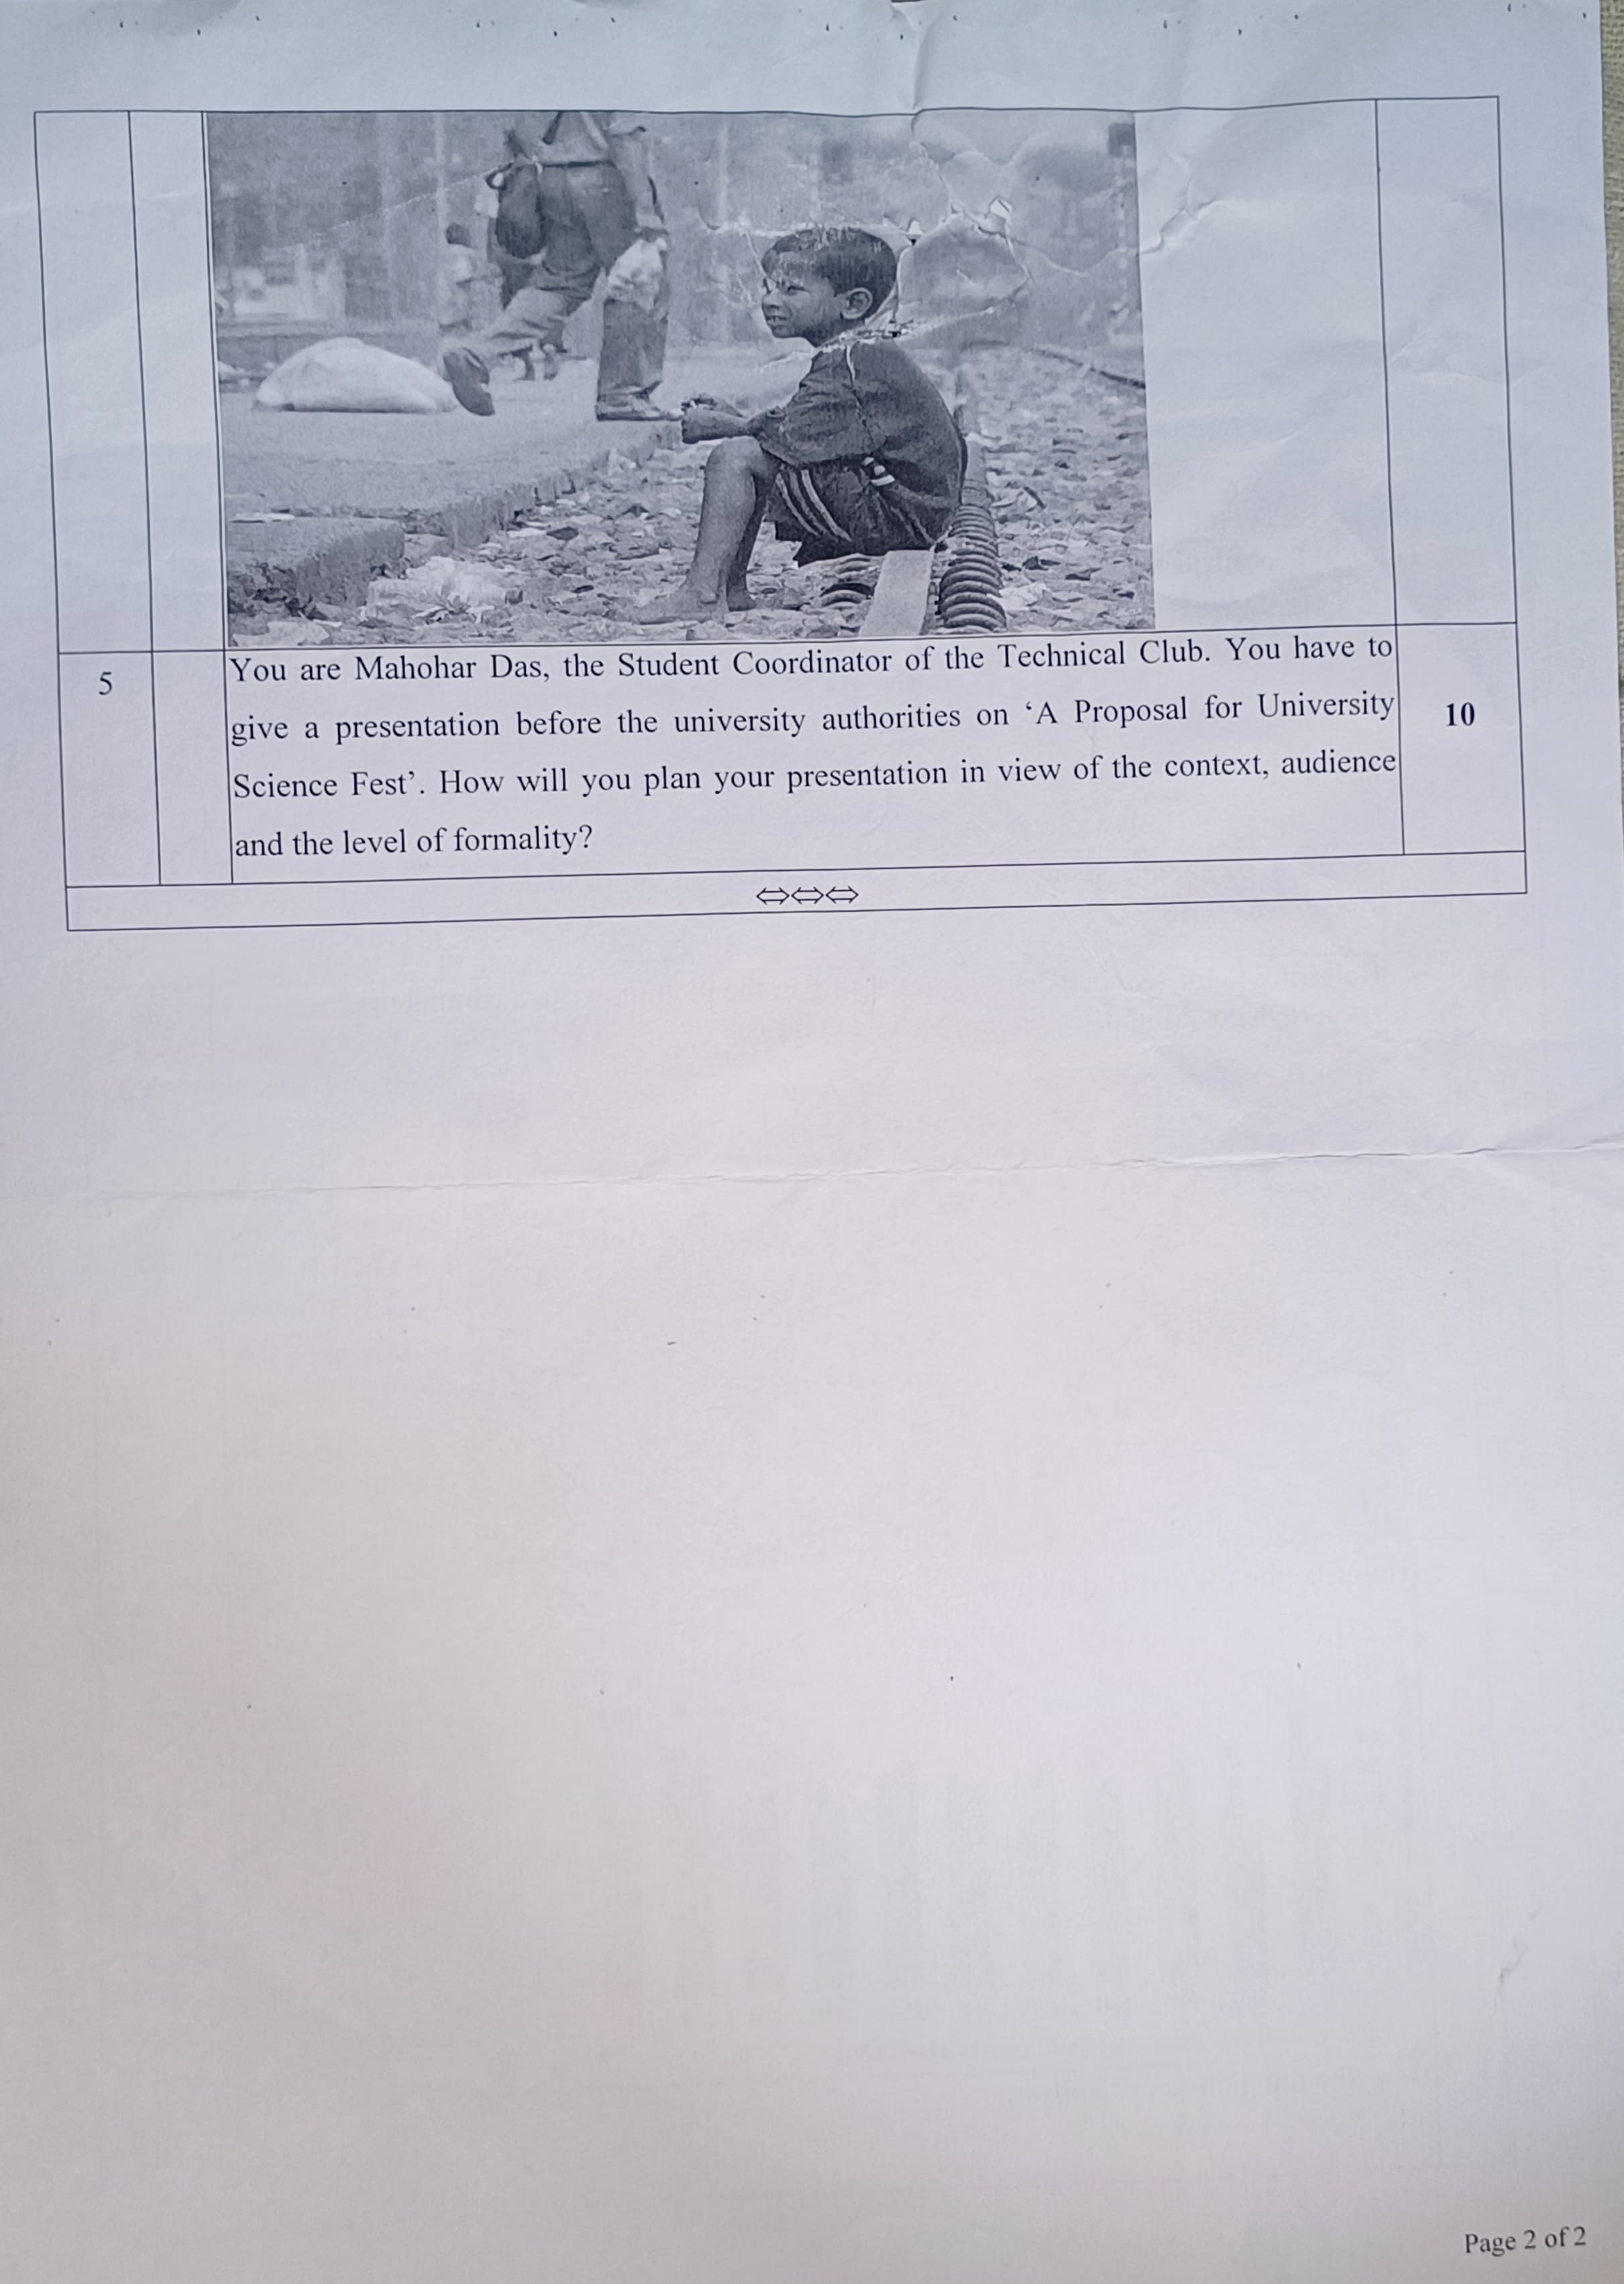 5
You are Mahohar Das, the Student Coordinator of the Technical Club. You have to
give a presentation before the university authorities on ‘A Proposal for University
10
Science Fest’. How will you plan your presentation in view of the context, audience
and the level of formality?
⇔⇔⇔
Page 2 of 2